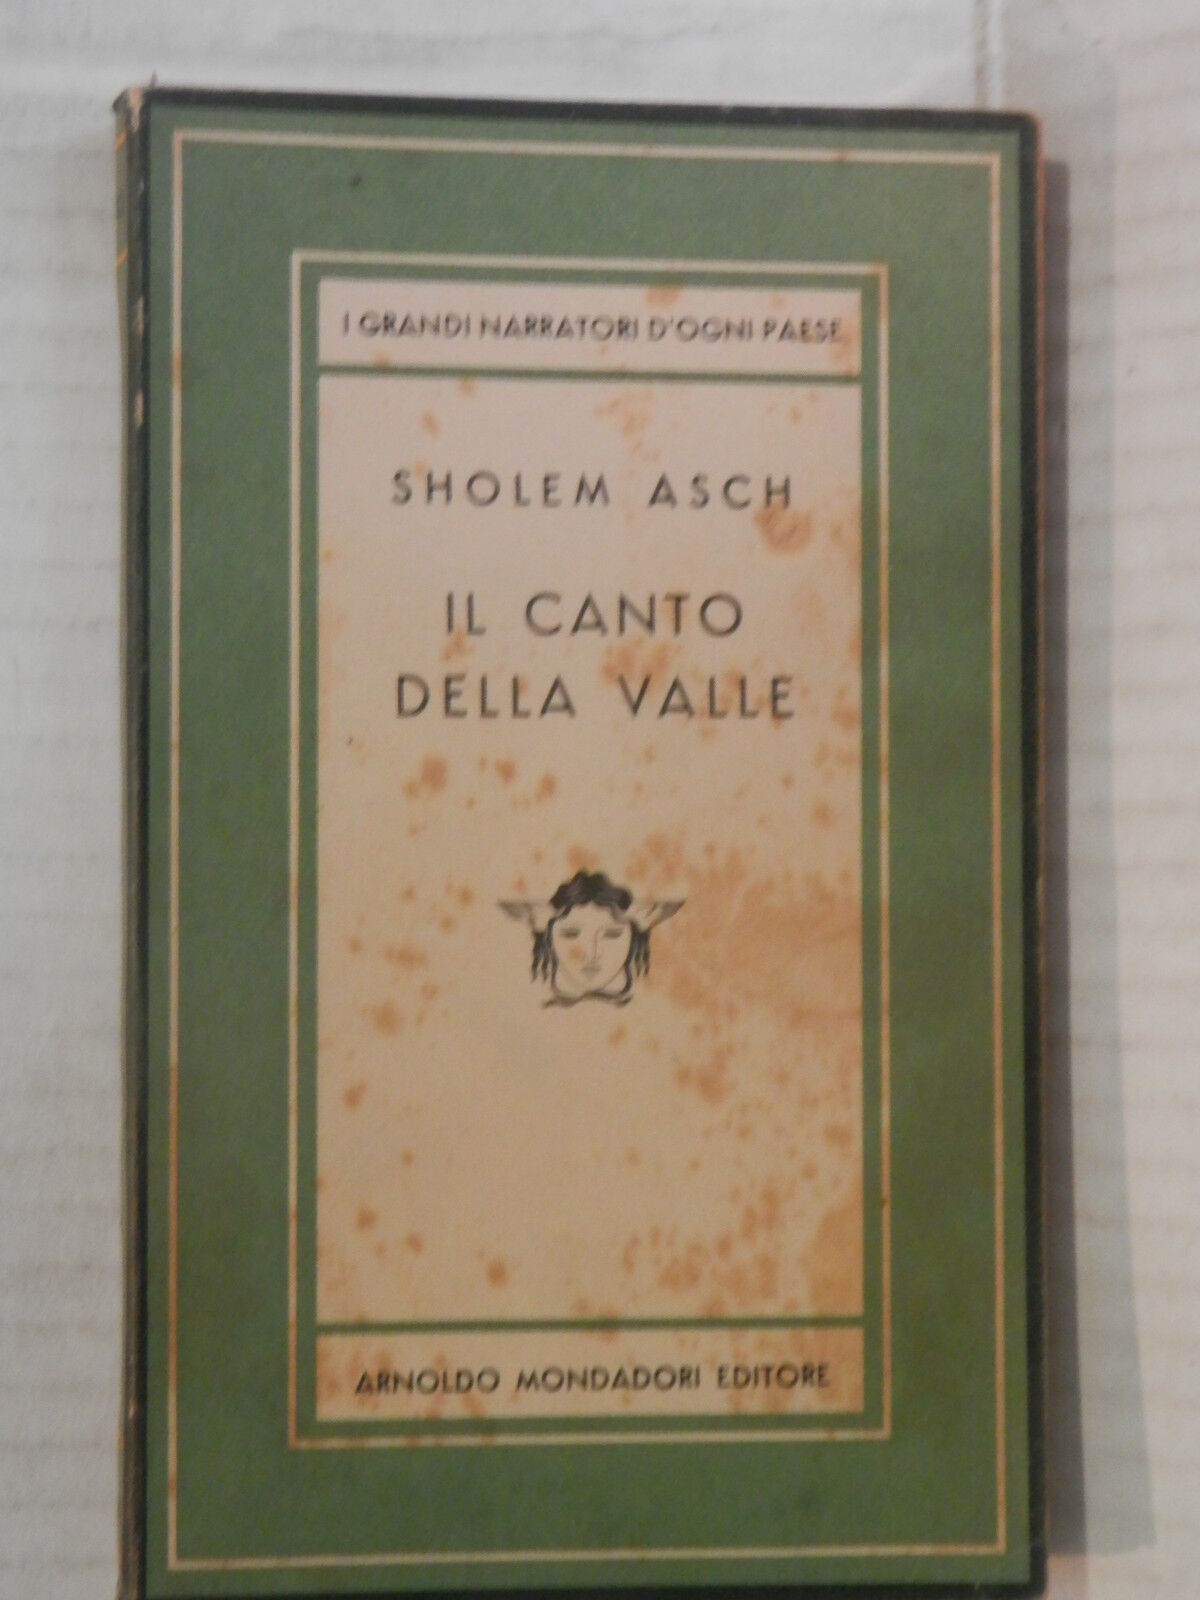 I GRANDI NARRATORI D'OGNI PAESE
SHOLEM ASCH
IL CANTO
DELLA VALLE
ARNOLDO MONDADORI EDITORE